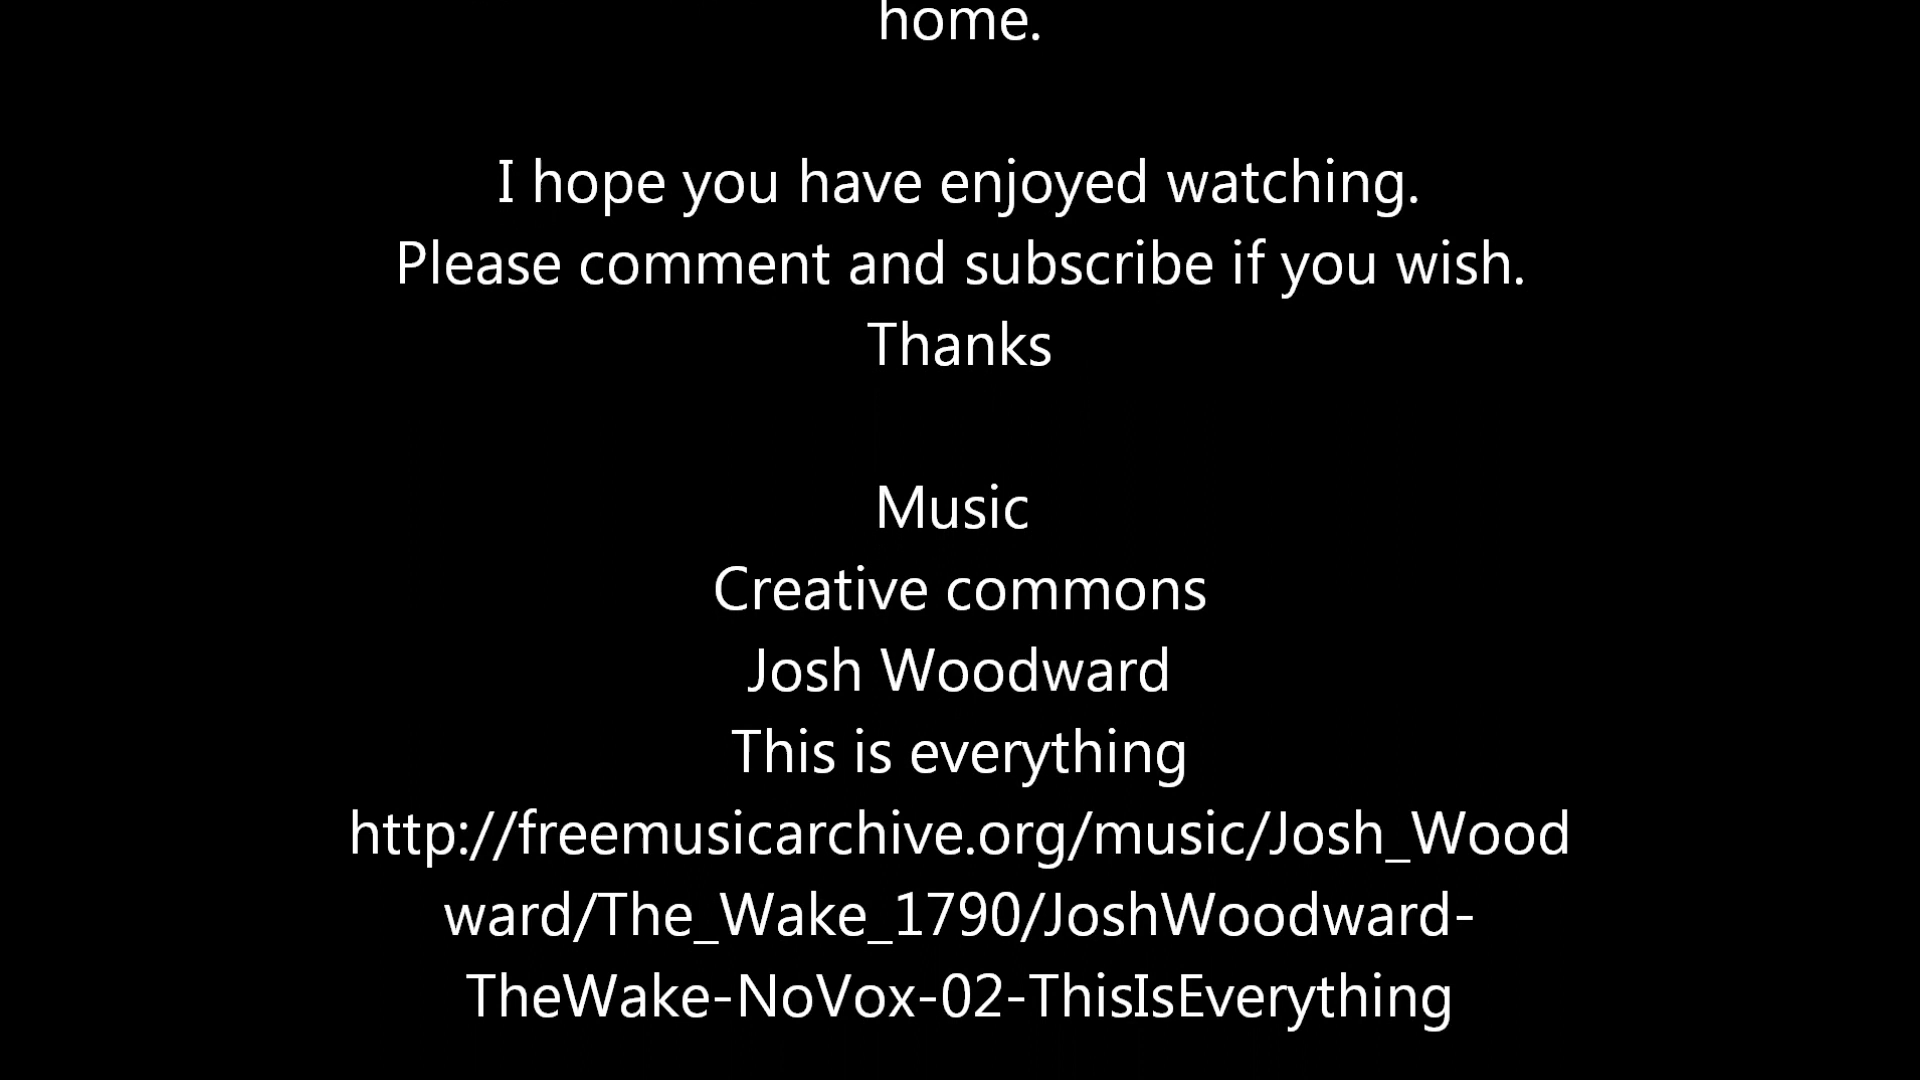 home.
I hope you have enjoyed watching.
Please comment and subscribe if you wish.
Thanks
Music
Creative commons
Josh Woodward
This is everything
http://freemusicarchive.org/music/Josh_Wood
ward/The_Wake_1790/JoshWoodward-
TheWake-NoVox-02-ThisIsEverything